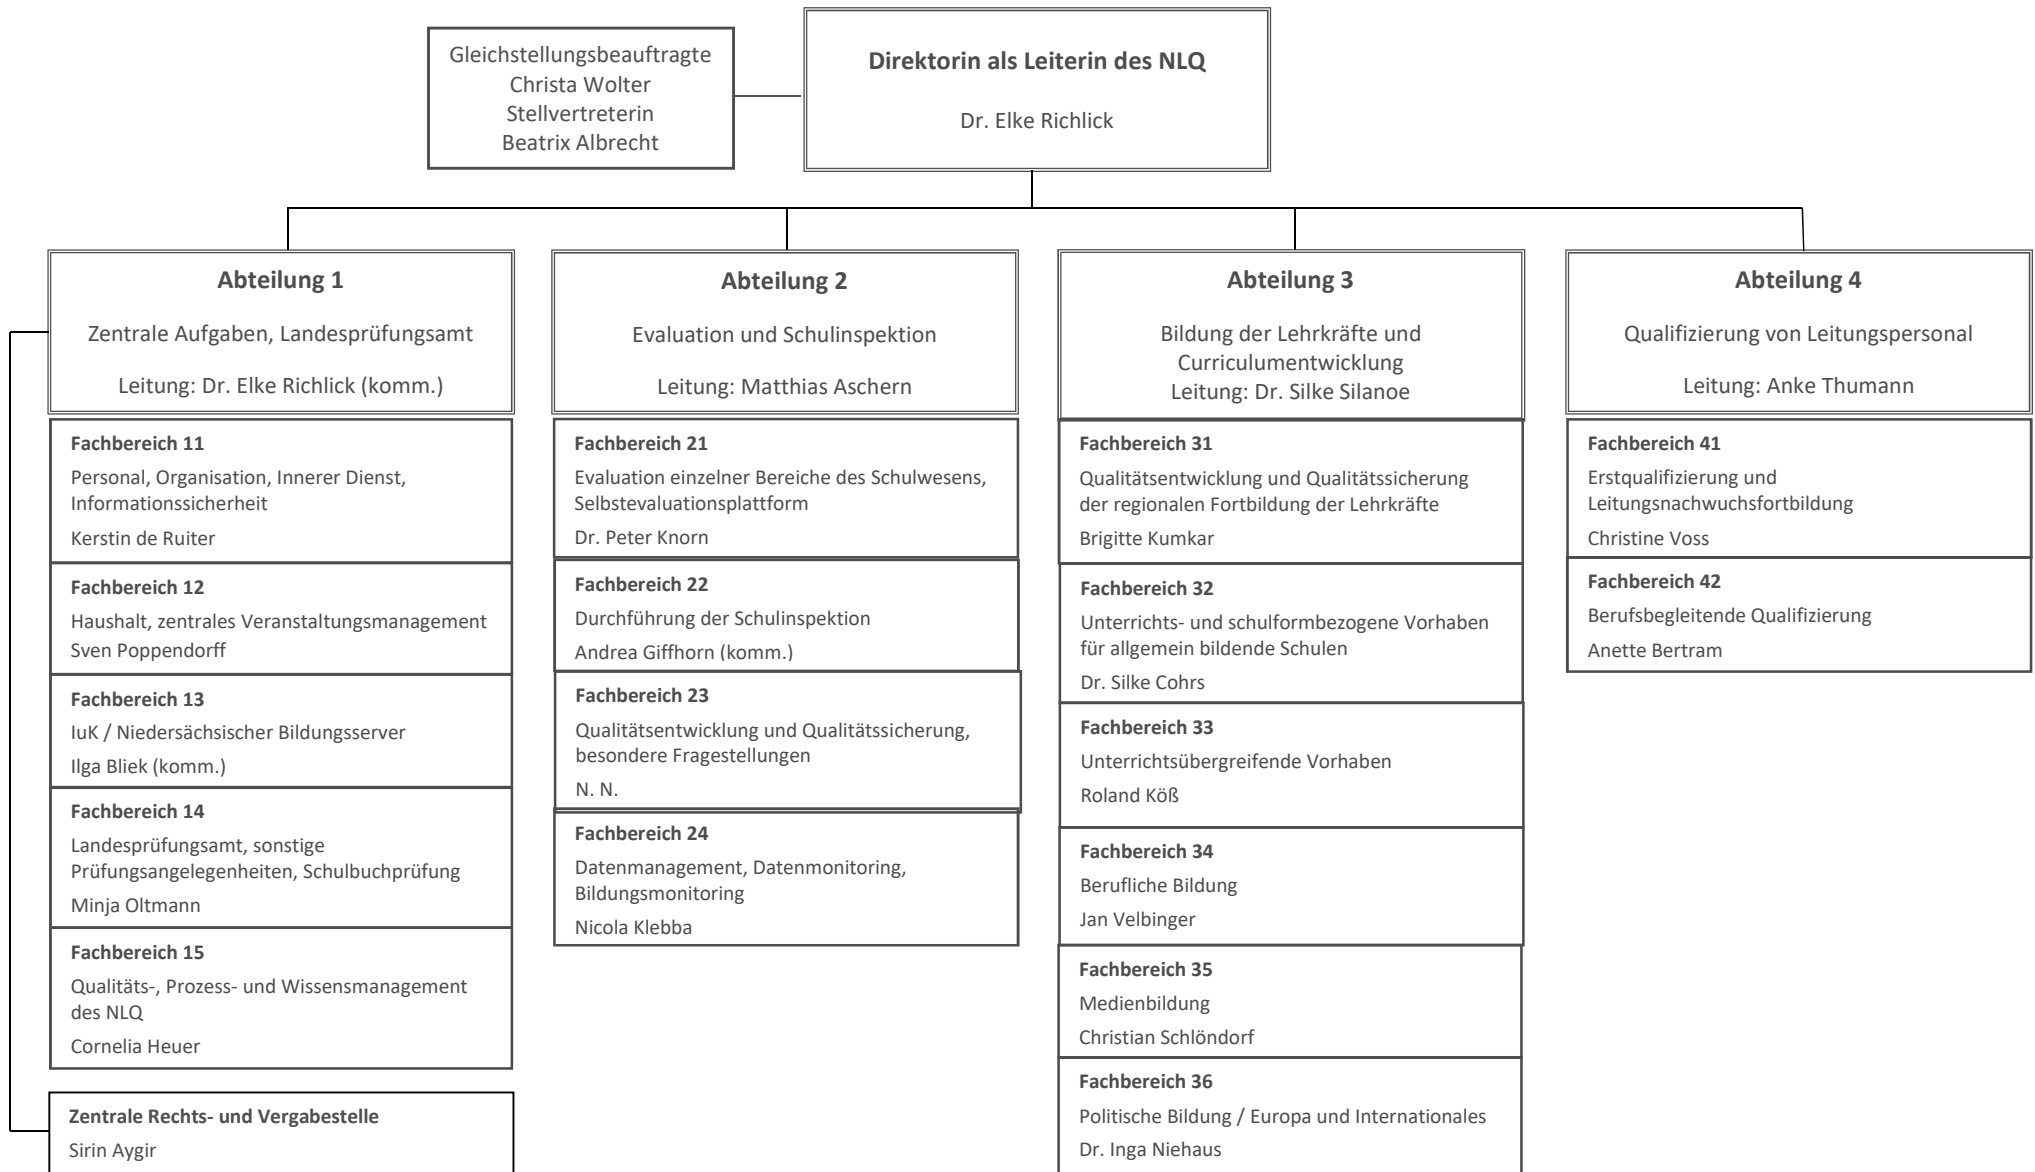 Gleichstellungsbeauftragte
Christa Wolter
Stellvertreterin
Beatrix Albrecht
Direktorin als Leiterin des NLQ
Dr. Elke Richlick
Abteilung 1
Zentrale Aufgaben, Landesprüfungsamt
Leitung: Dr. Elke Richlick (komm.)
Fachbereich 11
Personal, Organisation, Innerer Dienst,
Informationssicherheit
Kerstin de Ruiter
Fachbereich 12
Haushalt, zentrales Veranstaltungsmanagement
Sven Poppendorff
Fachbereich 13
IuK / Niedersächsischer Bildungsserver
Ilga Bliek (komm.)
Fachbereich 14
Landesprüfungsamt, sonstige
Prüfungsangelegenheiten, Schulbuchprüfung
Minja Oltmann
Fachbereich 15
Qualitäts-, Prozess- und Wissensmanagement
des NLQ
Cornelia Heuer
Zentrale Rechts- und Vergabestelle
Sirin Aygir
Abteilung 2
Evaluation und Schulinspektion
Leitung: Matthias Aschern
Fachbereich 21
Evaluation einzelner Bereiche des Schulwesens,
Selbstevaluationsplattform
Dr. Peter Knorn
Fachbereich 22
Durchführung der Schulinspektion
Andrea Giffhorn (komm.)
Fachbereich 23
Qualitätsentwicklung und Qualitätssicherung,
besondere Fragestellungen
N. N.
Fachbereich 24
Datenmanagement, Datenmonitoring,
Bildungsmonitoring
Nicola Klebba
Abteilung 3
Bildung der Lehrkräfte und
Curriculumentwicklung
Leitung: Dr. Silke Silanoe
Fachbereich 31
Qualitätsentwicklung und Qualitätssicherung
der regionalen Fortbildung der Lehrkräfte
Brigitte Kumkar
Fachbereich 32
Unterrichts- und schulformbezogene Vorhaben
für allgemein bildende Schulen
Dr. Silke Cohrs
Fachbereich 33
Unterrichtsübergreifende Vorhaben
Roland Köß
Fachbereich 34
Berufliche Bildung
Jan Velbinger
Fachbereich 35
Medienbildung
Christian Schlöndorf
Fachbereich 36
Politische Bildung / Europa und Internationales
Dr. Inga Niehaus
Abteilung 4
Qualifizierung von Leitungspersonal
Leitung: Anke Thumann
Fachbereich 41
Erstqualifizierung und
Leitungsnachwuchsfortbildung
Christine Voss
Fachbereich 42
Berufsbegleitende Qualifizierung
Anette Bertram